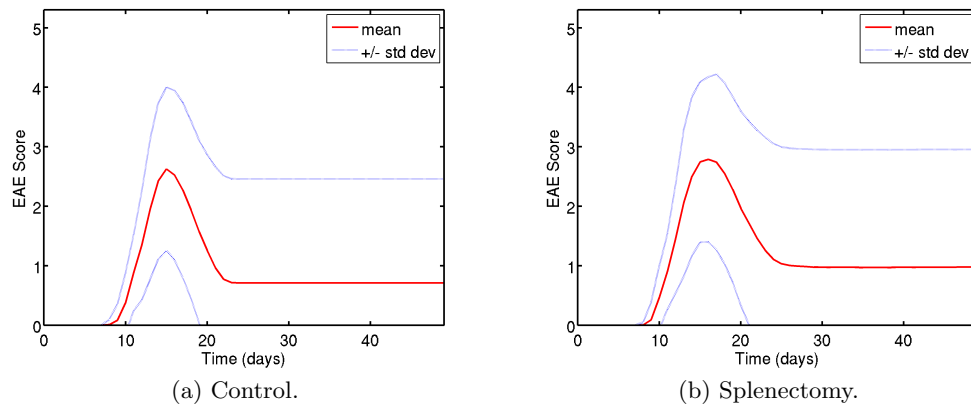 5
4
3
2
1
0
EAE Score
mean
+/- std dev
0 10 20 30 40
Time (days)
(a) Control.
5
4
3
2
1
0
EAE Score
mean
+/- std dev
0 10 20 30 40
Time (days)
(b) Splenectomy.